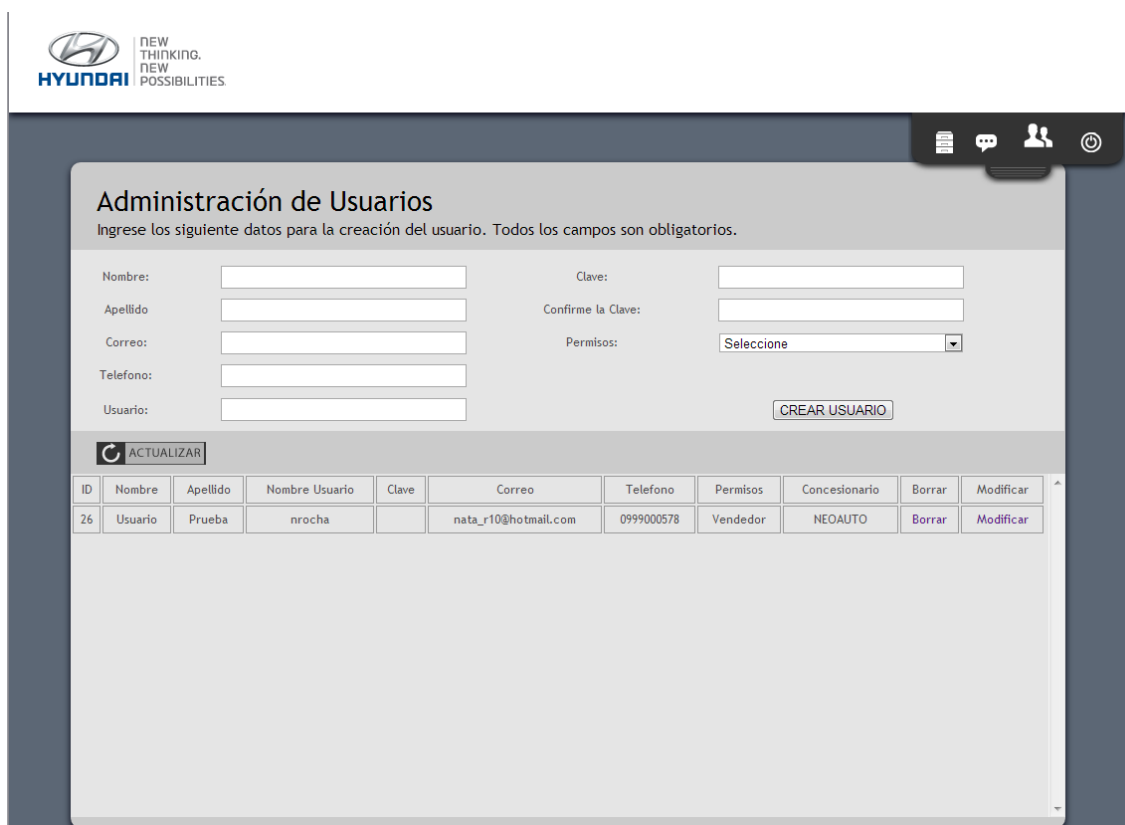 HYUNDAI
NEW
THINKING.
NEW
POSSIBILITIES.
Administración de Usuarios
Ingrese los siguiente datos para la creación del usuario. Todos los campos son obligatorios.
Nombre: Clave:
Apellido Confirme la Clave:
Correo: Permisos: Seleccione
Telefono:
Usuario: CREAR USUARIO
ACTUALIZAR
ID Nombre Apellido Nombre Usuario Clave Correo Telefono Permisos Concesionario Borrar Modificar
26 Usuario Prueba nrocha nata_r10@hotmail.com 0999000578 Vendedor NEOAUTO Borrar Modificar